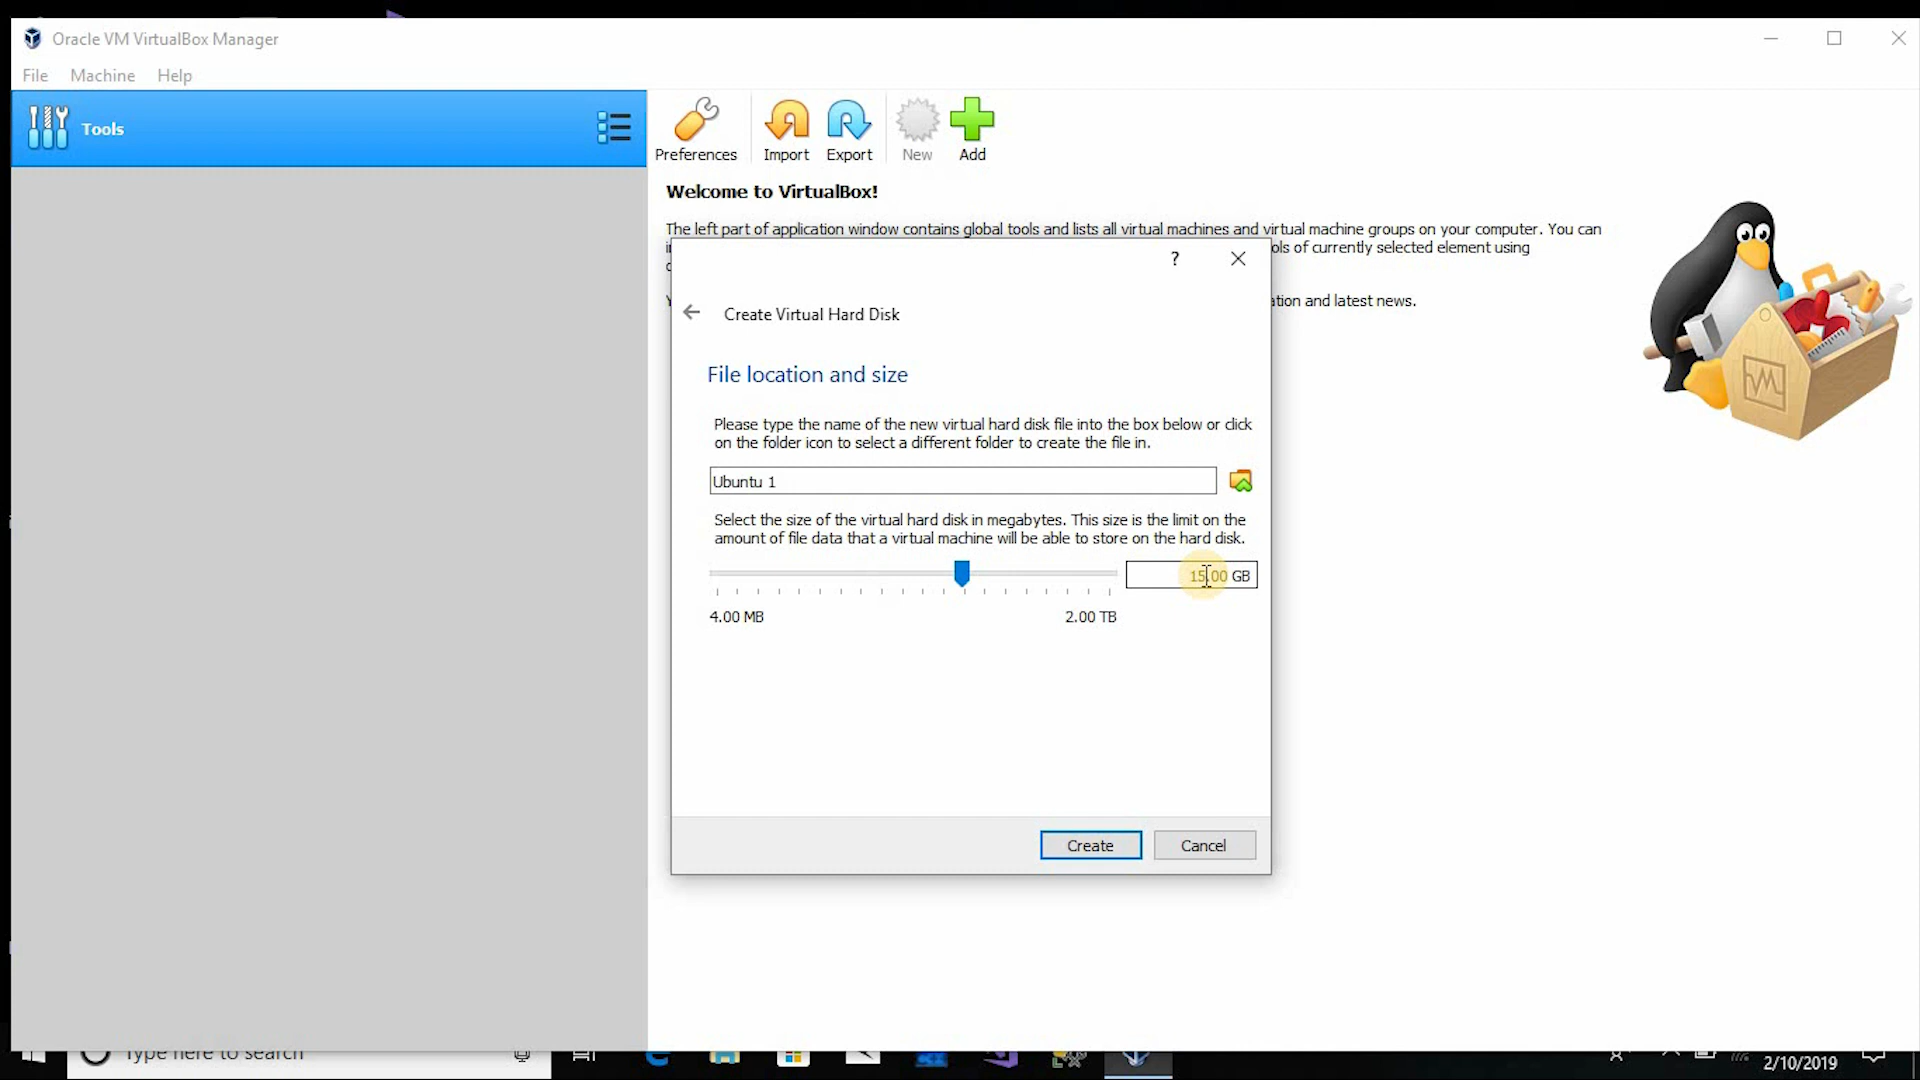 Oracle VM VirtualBox Manager
File Machine Help
Tools
Preferences Import Export New Add
Welcome to VirtualBox!
The left part of application window contains global tools and lists all virtual machines and virtual machine groups on your computer. You can
ols of currently selected element using
ation and latest news.
?
Create Virtual Hard Disk
File location and size
Please type the name of the new virtual hard disk file into the box below or click
on the folder icon to select a different folder to create the file in.
Ubuntu 1
Select the size of the virtual hard disk in megabytes. This size is the limit on the
amount of file data that a virtual machine will be able to store on the hard disk.
15.00 GB
4.00 MB 2.00 TB
Create Cancel
Type here to search
2/10/2019